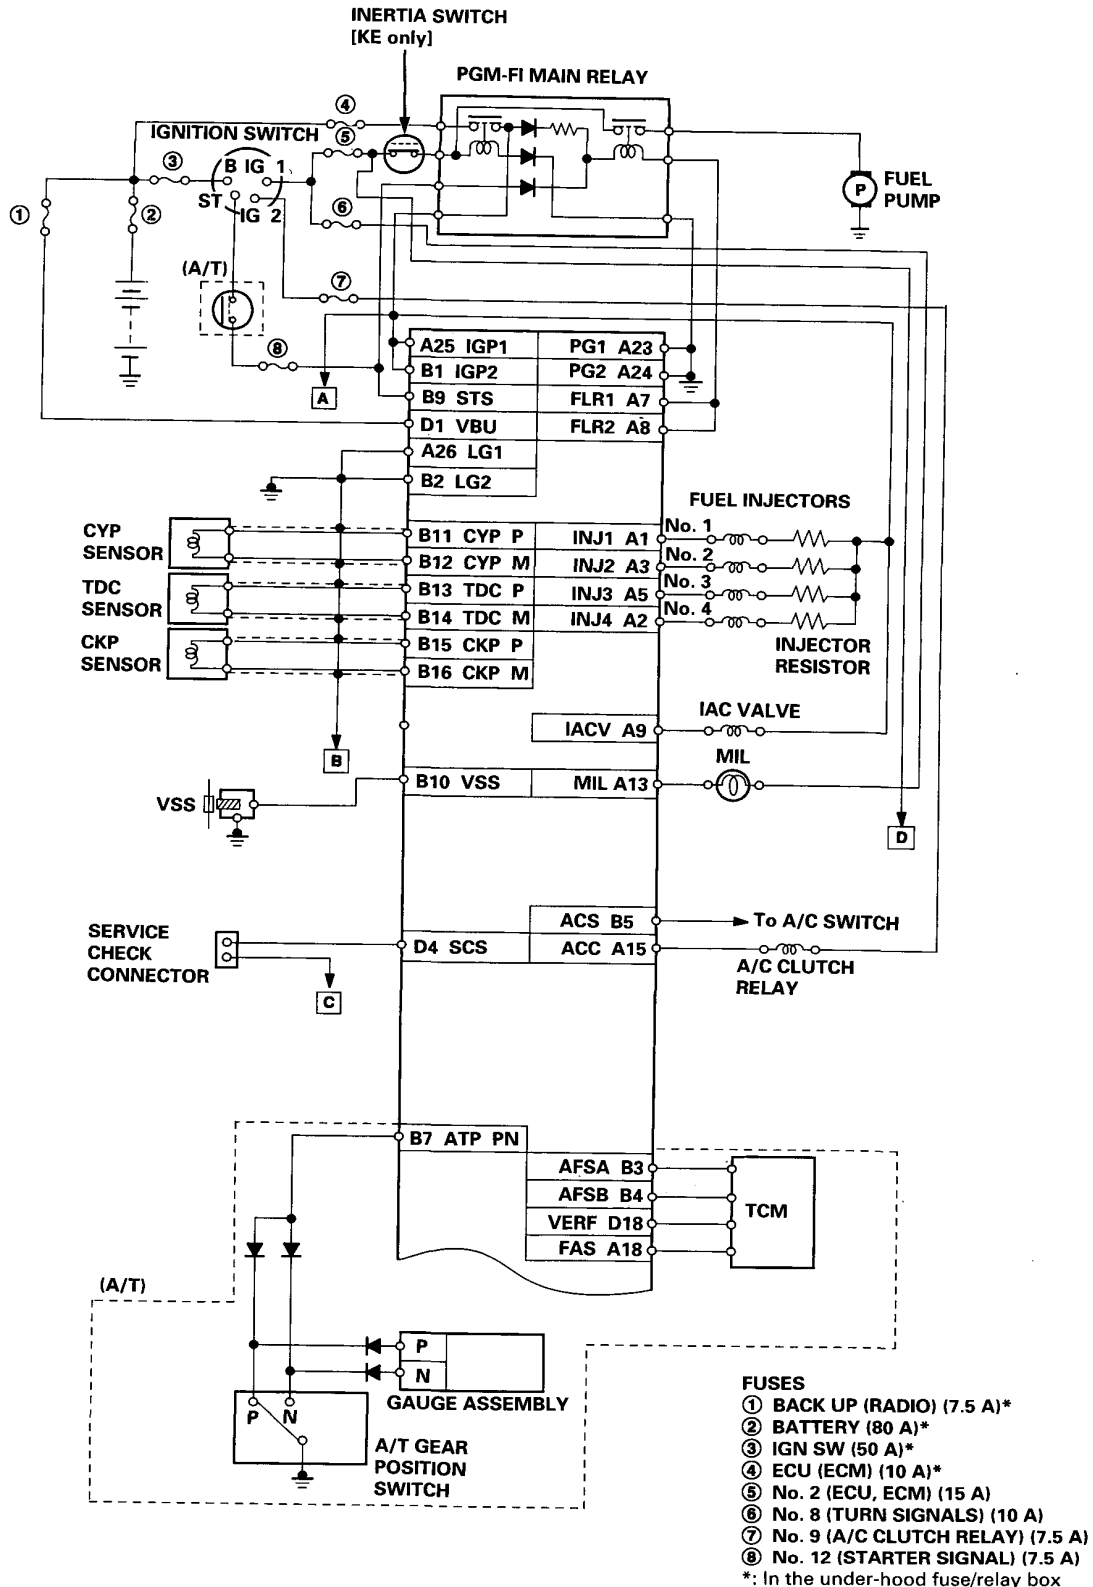 INERTIA SWITCH
[KE only]
PGM-FI MAIN RELAY
④
IGNITION SWITCH
⑤
③
B IG 1
ST
IG 2
①
②
⑥
P
FUEL
PUMP
(A/T)
⑦
⑧
A
A25 IGP1
PG1 A23
B1 IGP2
PG2 A24
B9 STS
FLR1 A7
D1 VBU
FLR2 A8
A26 LG1
B2 LG2
FUEL INJECTORS
CYP
SENSOR
B11 CYP P
INJ1 A1
No. 1
B12 CYP M
INJ2 A3
No. 2
TDC
SENSOR
B13 TDC P
INJ3 A5
No. 3
B14 TDC M
INJ4 A2
No. 4
CKP
SENSOR
B15 CKP P
B16 CKP M
INJECTOR
RESISTOR
IACV A9
IAC VALVE
B
MIL
B10 VSS
MIL A13
VSS
D
ACS B5
To A/C SWITCH
SERVICE
CHECK
CONNECTOR
D4 SCS
ACC A15
A/C CLUTCH
RELAY
C
B7 ATP PN
AFSA B3
AFSB B4
VERF D18
FAS A18
TCM
(A/T)
P
N
GAUGE ASSEMBLY
P N
A/T GEAR
POSITION
SWITCH
FUSES
① BACK UP (RADIO) (7.5 A)*
② BATTERY (80 A)*
③ IGN SW (50 A)*
④ ECU (ECM) (10 A)*
⑤ No. 2 (ECU, ECM) (15 A)
⑥ No. 8 (TURN SIGNALS) (10 A)
⑦ No. 9 (A/C CLUTCH RELAY) (7.5 A)
⑧ No. 12 (STARTER SIGNAL) (7.5 A)
*: In the under-hood fuse/relay box